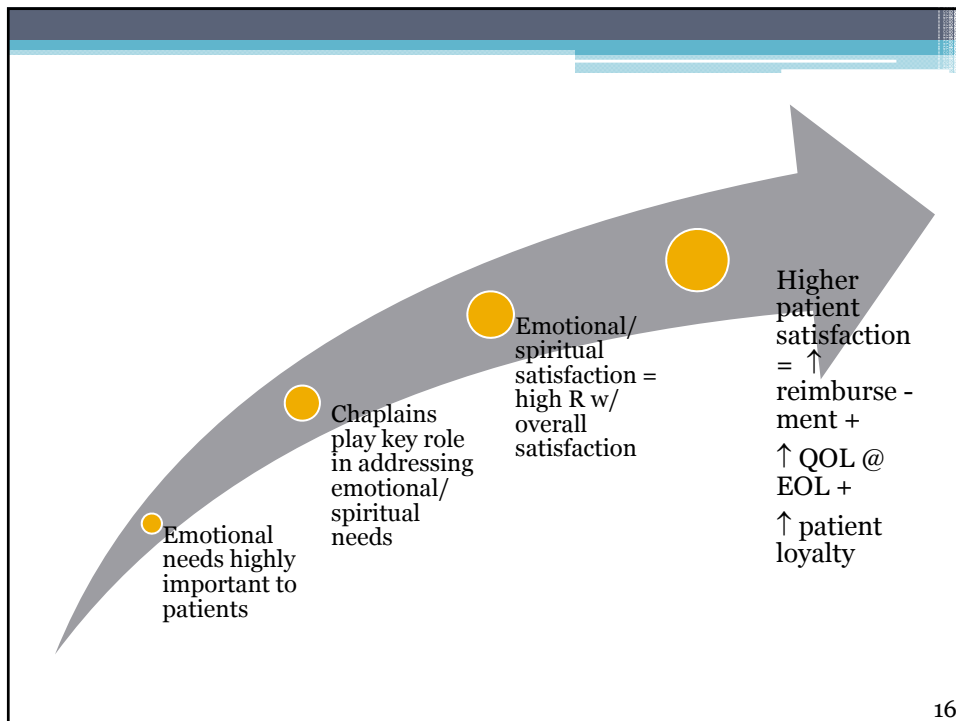 Emotional
needs highly
important to
patients
Chaplains
play key role
in addressing
emotional/
spiritual
needs
Emotional/
spiritual
satisfaction =
high R w/
overall
satisfaction
Higher
patient
satisfaction
= ↑
reimburse -
ment +
↑ QOL @
EOL +
↑ patient
loyalty
16